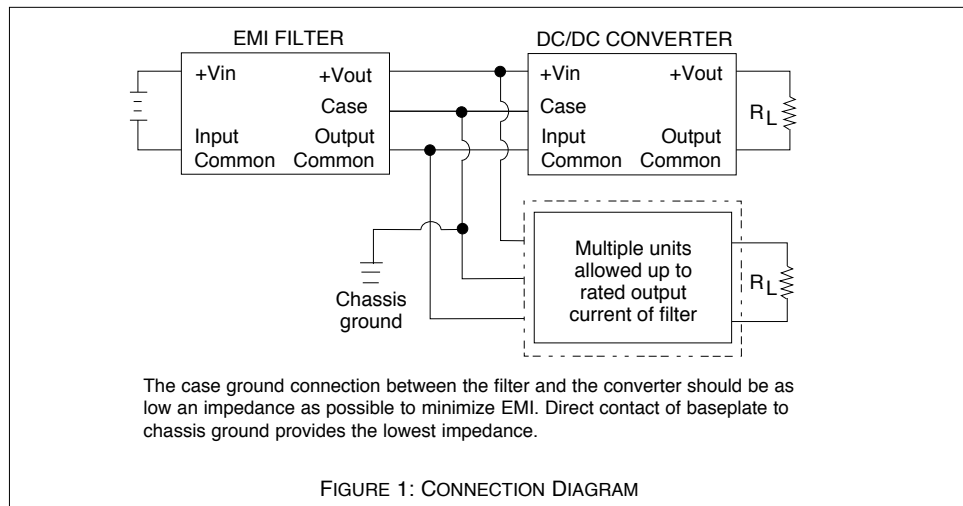 EMI FILTER
DC/DC CONVERTER
+Vin
+Vout
Case
Input
Common
Output
Common
+Vin
+Vout
Case
Input
Common
Output
Common
RL
Multiple units
allowed up to
rated output
current of filter
RL
Chassis
ground
The case ground connection between the filter and the converter should be as
low an impedance as possible to minimize EMI. Direct contact of baseplate to
chassis ground provides the lowest impedance.
FIGURE 1: CONNECTION DIAGRAM